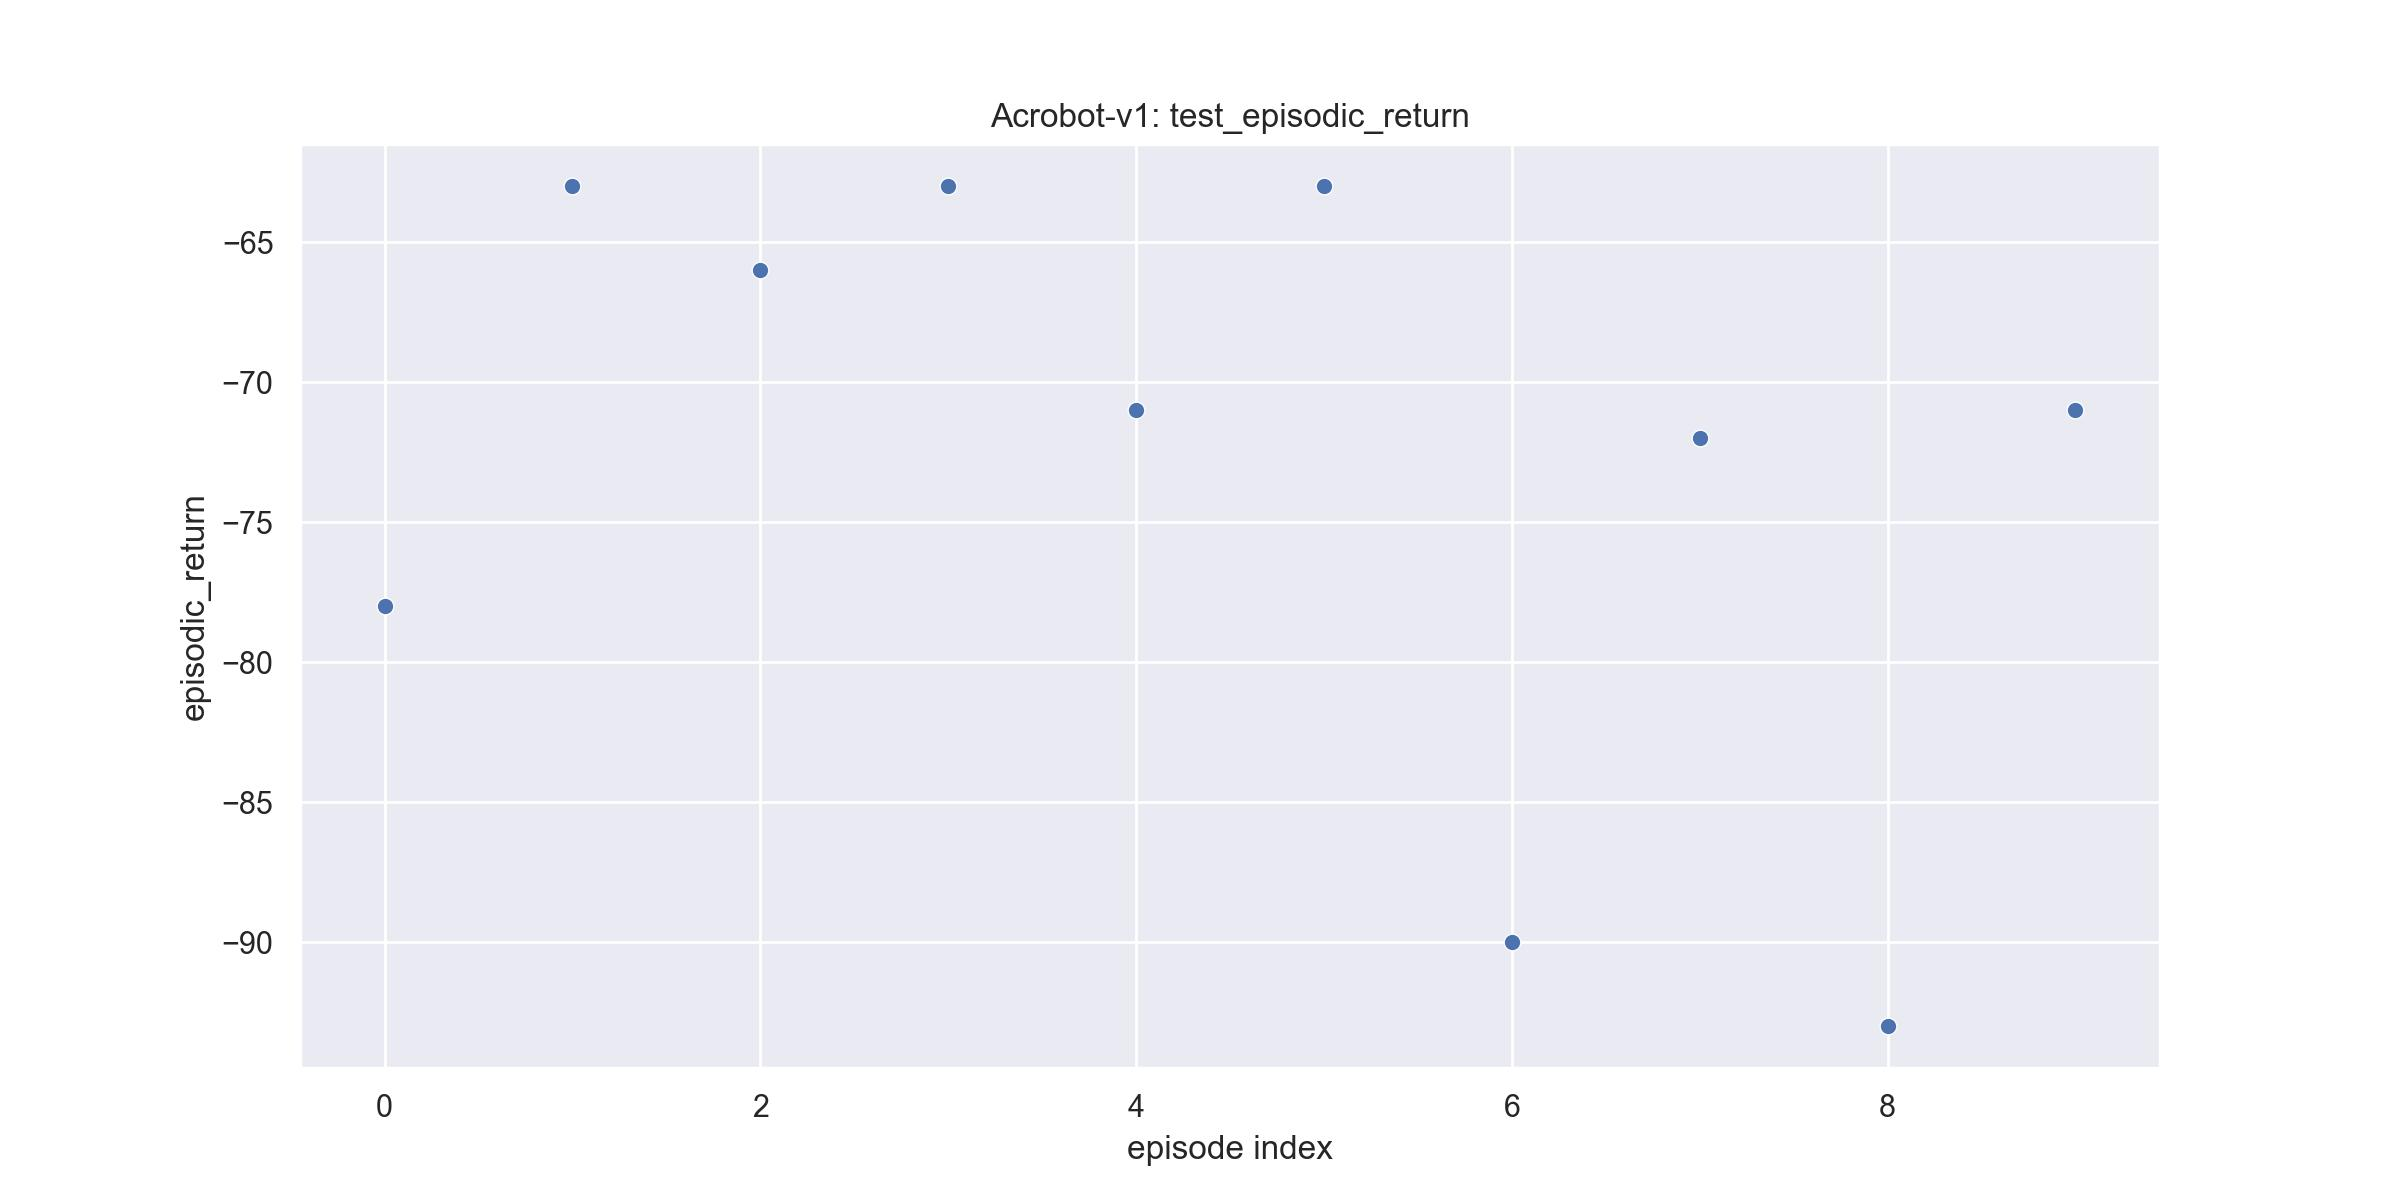 Acrobot-v1: test_episodic_return
episodic_return
−65
−70
−75
−80
−85
−90
0 2 4 6 8
episode index